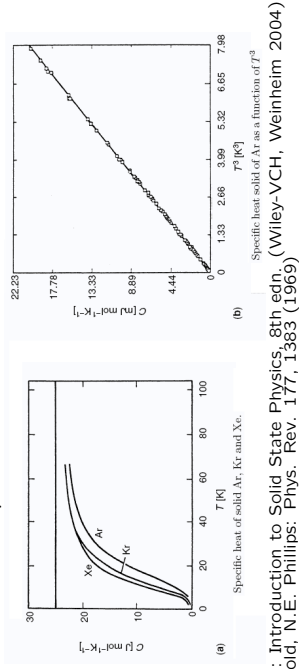 30
20
10
0
C [J mol⁻¹K⁻¹]
Xe
Kr
Ar
0 20 40 60 80 100
T [K]
(a)
Specific heat of solid Ar, Kr and Xe.
22.23
17.78
13.33
8.89
4.44
0
C [mJ mol⁻¹K⁻¹]
0 1.33 2.66 3.99 5.32 6.65 7.98
T³ [K³]
(b)
Specific heat solid of Ar as a function of T³
: Introduction to Solid State Physics, 8th edn. (Wiley-VCH, Weinheim 2004)
old, N.E. Phillips: Phys. Rev. 177, 1383 (1969)